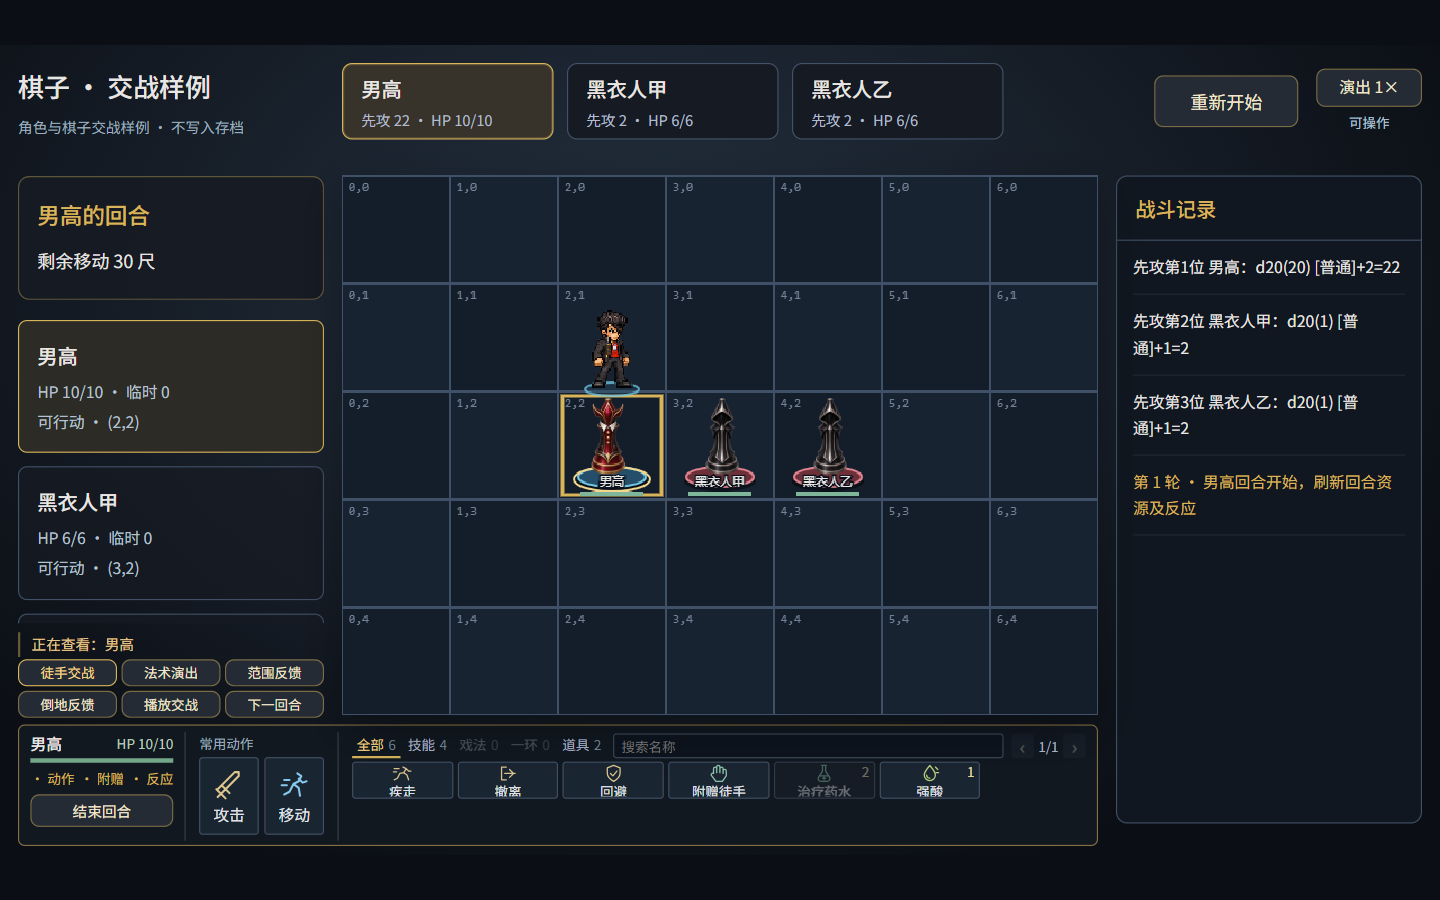 棋子 · 交战样例
角色与棋子交战样例 · 不写入存档
男高
先攻 22 · HP 10/10
黑衣人甲
先攻 2 · HP 6/6
黑衣人乙
先攻 2 · HP 6/6
重新开始
演出 1×
可操作
男高的回合
剩余移动 30 尺
男高
HP 10/10 · 临时 0
可行动 · (2,2)
黑衣人甲
HP 6/6 · 临时 0
可行动 · (3,2)
正在查看：男高
徒手交战
法术演出
范围反馈
倒地反馈
播放交战
下一回合
0,0
1,0
2,0
3,0
4,0
5,0
6,0
0,1
1,1
2,1
3,1
4,1
5,1
6,1
0,2
1,2
2,2
3,2
4,2
5,2
6,2
男高
黑衣人甲
黑衣人乙
0,3
1,3
2,3
3,3
4,3
5,3
6,3
0,4
1,4
2,4
3,4
4,4
5,4
6,4
战斗记录
先攻第1位 男高：d20(20) [普通]+2=22
先攻第2位 黑衣人甲：d20(1) [普
通]+1=2
先攻第3位 黑衣人乙：d20(1) [普
通]+1=2
第 1 轮 · 男高回合开始，刷新回合资
源及反应
男高
HP 10/10
· 动作 · 附赠 · 反应
结束回合
常用动作
攻击
移动
全部 6
技能 4
戏法 0
一环 0
道具 2
搜索名称
‹ 1/1 ›
疾走
撤离
回避
附赠徒手
治疗药水
2
强酸
1